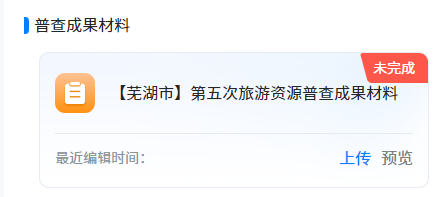 普查成果材料
未完成
【芜湖市】第五次旅游资源普查成果材料
最近编辑时间：
上传 预览